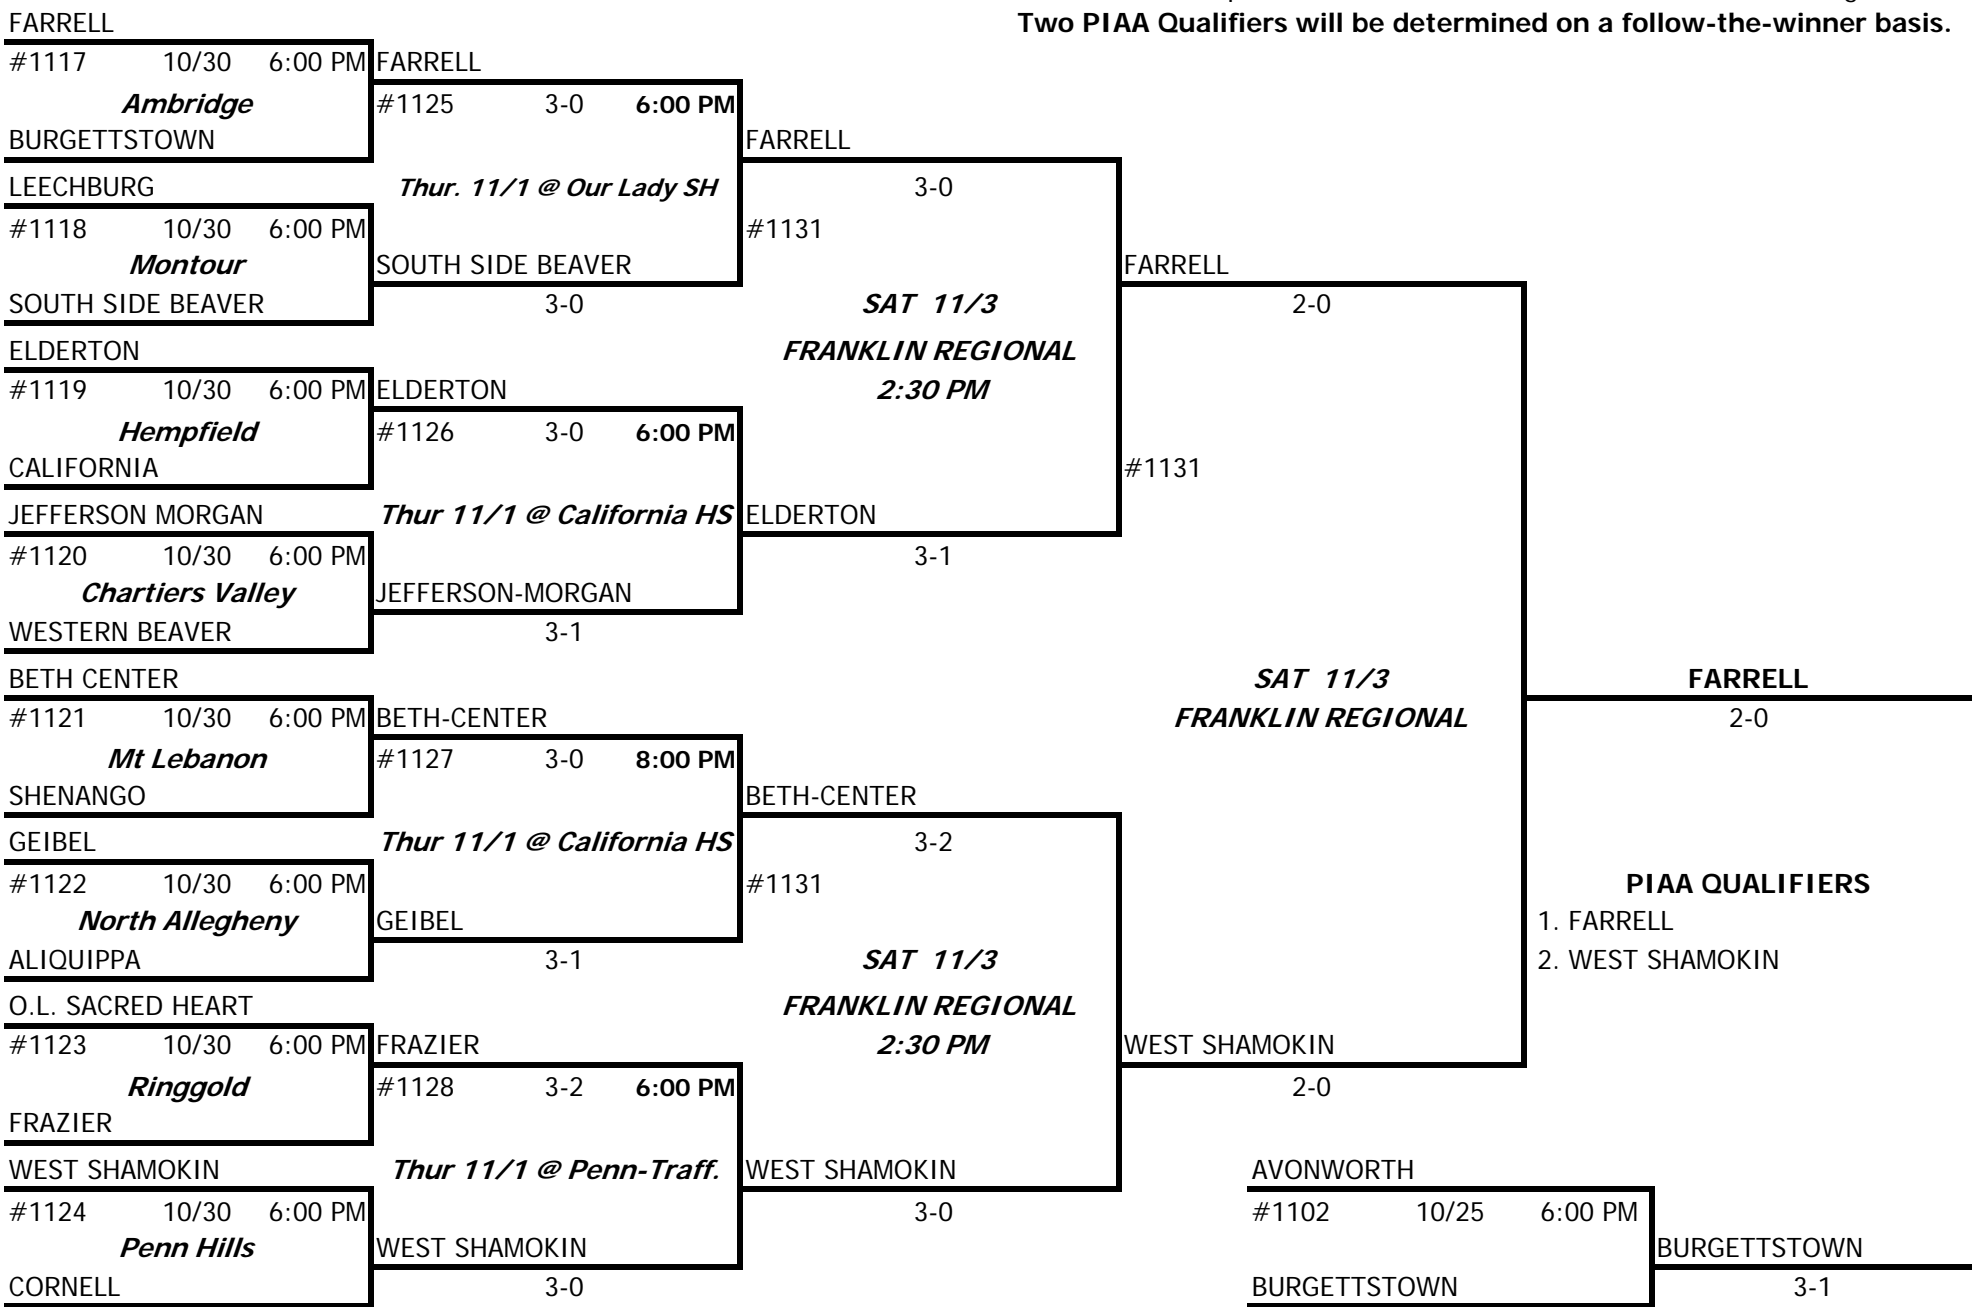 FARRELL
Two PIAA Qualifiers will be determined on a follow-the-winner basis.
#1117 10/30 6:00 PM FARRELL
Ambridge #1125 3-0 6:00 PM
BURGETTSTOWN FARRELL
LEECHBURG Thur. 11/1 @ Our Lady SH 3-0
#1118 10/30 6:00 PM #1131
Montour SOUTH SIDE BEAVER FARRELL
SOUTH SIDE BEAVER 3-0 SAT 11/3 2-0
ELDERTON FRANKLIN REGIONAL
#1119 10/30 6:00 PM ELDERTON 2:30 PM
Hempfield #1126 3-0 6:00 PM
CALIFORNIA #1131
JEFFERSON MORGAN Thur 11/1 @ California HS ELDERTON
#1120 10/30 6:00 PM 3-1
Chartiers Valley JEFFERSON-MORGAN
WESTERN BEAVER 3-1
BETH CENTER SAT 11/3 FARRELL
#1121 10/30 6:00 PM BETH-CENTER FRANKLIN REGIONAL 2-0
Mt Lebanon #1127 3-0 8:00 PM
SHENANGO BETH-CENTER
GEIBEL Thur 11/1 @ California HS 3-2
#1122 10/30 6:00 PM #1131 PIAA QUALIFIERS
North Allegheny GEIBEL 1. FARRELL
ALIQUIPPA 3-1 SAT 11/3 2. WEST SHAMOKIN
O.L. SACRED HEART FRANKLIN REGIONAL
#1123 10/30 6:00 PM FRAZIER 2:30 PM WEST SHAMOKIN
Ringgold #1128 3-2 6:00 PM 2-0
FRAZIER
WEST SHAMOKIN Thur 11/1 @ Penn-Traff. WEST SHAMOKIN AVONWORTH
#1124 10/30 6:00 PM 3-0 #1102 10/25 6:00 PM
Penn Hills WEST SHAMOKIN BURGETTSTOWN
CORNELL 3-0 BURGETTSTOWN 3-1